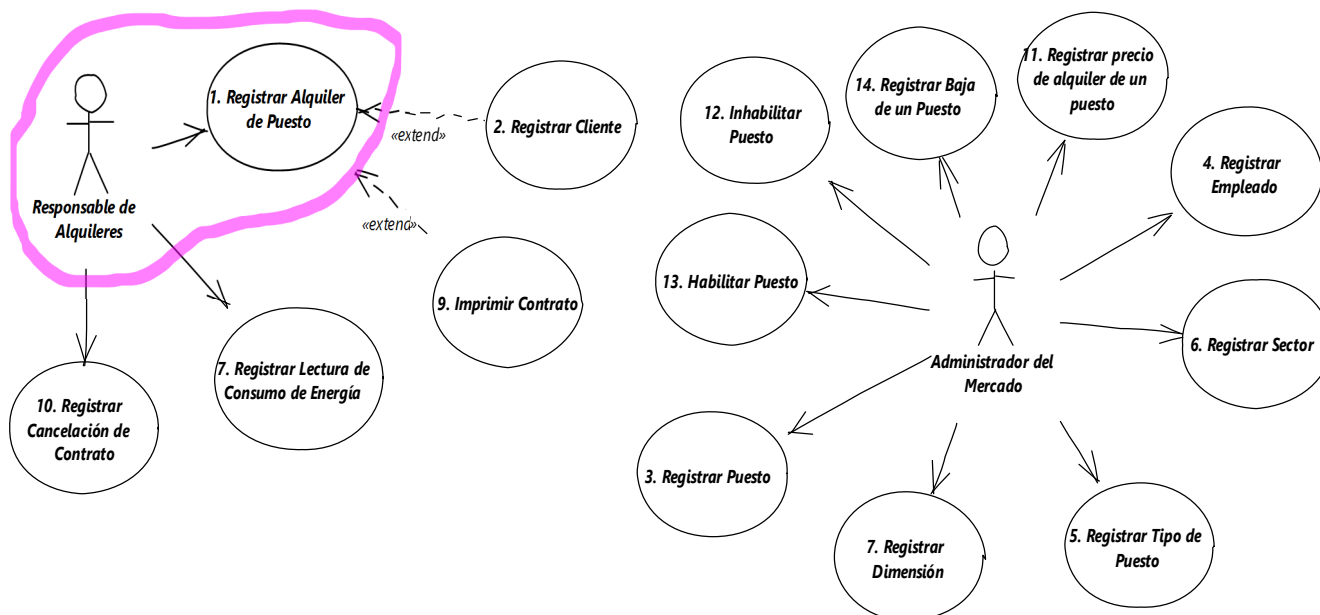 1. Registrar Alquiler
de Puesto
«extend»
2. Registrar Cliente
Responsable de
Alquileres
«extend»
9. Imprimir Contrato
7. Registrar Lectura de
Consumo de Energía
10. Registrar
Cancelación de
Contrato
12. Inhabilitar
Puesto
14. Registrar Baja
de un Puesto
11. Registrar precio
de alquiler de un
puesto
4. Registrar
Empleado
13. Habilitar Puesto
6. Registrar Sector
Administrador del
Mercado
3. Registrar Puesto
7. Registrar
Dimensión
5. Registrar Tipo de
Puesto